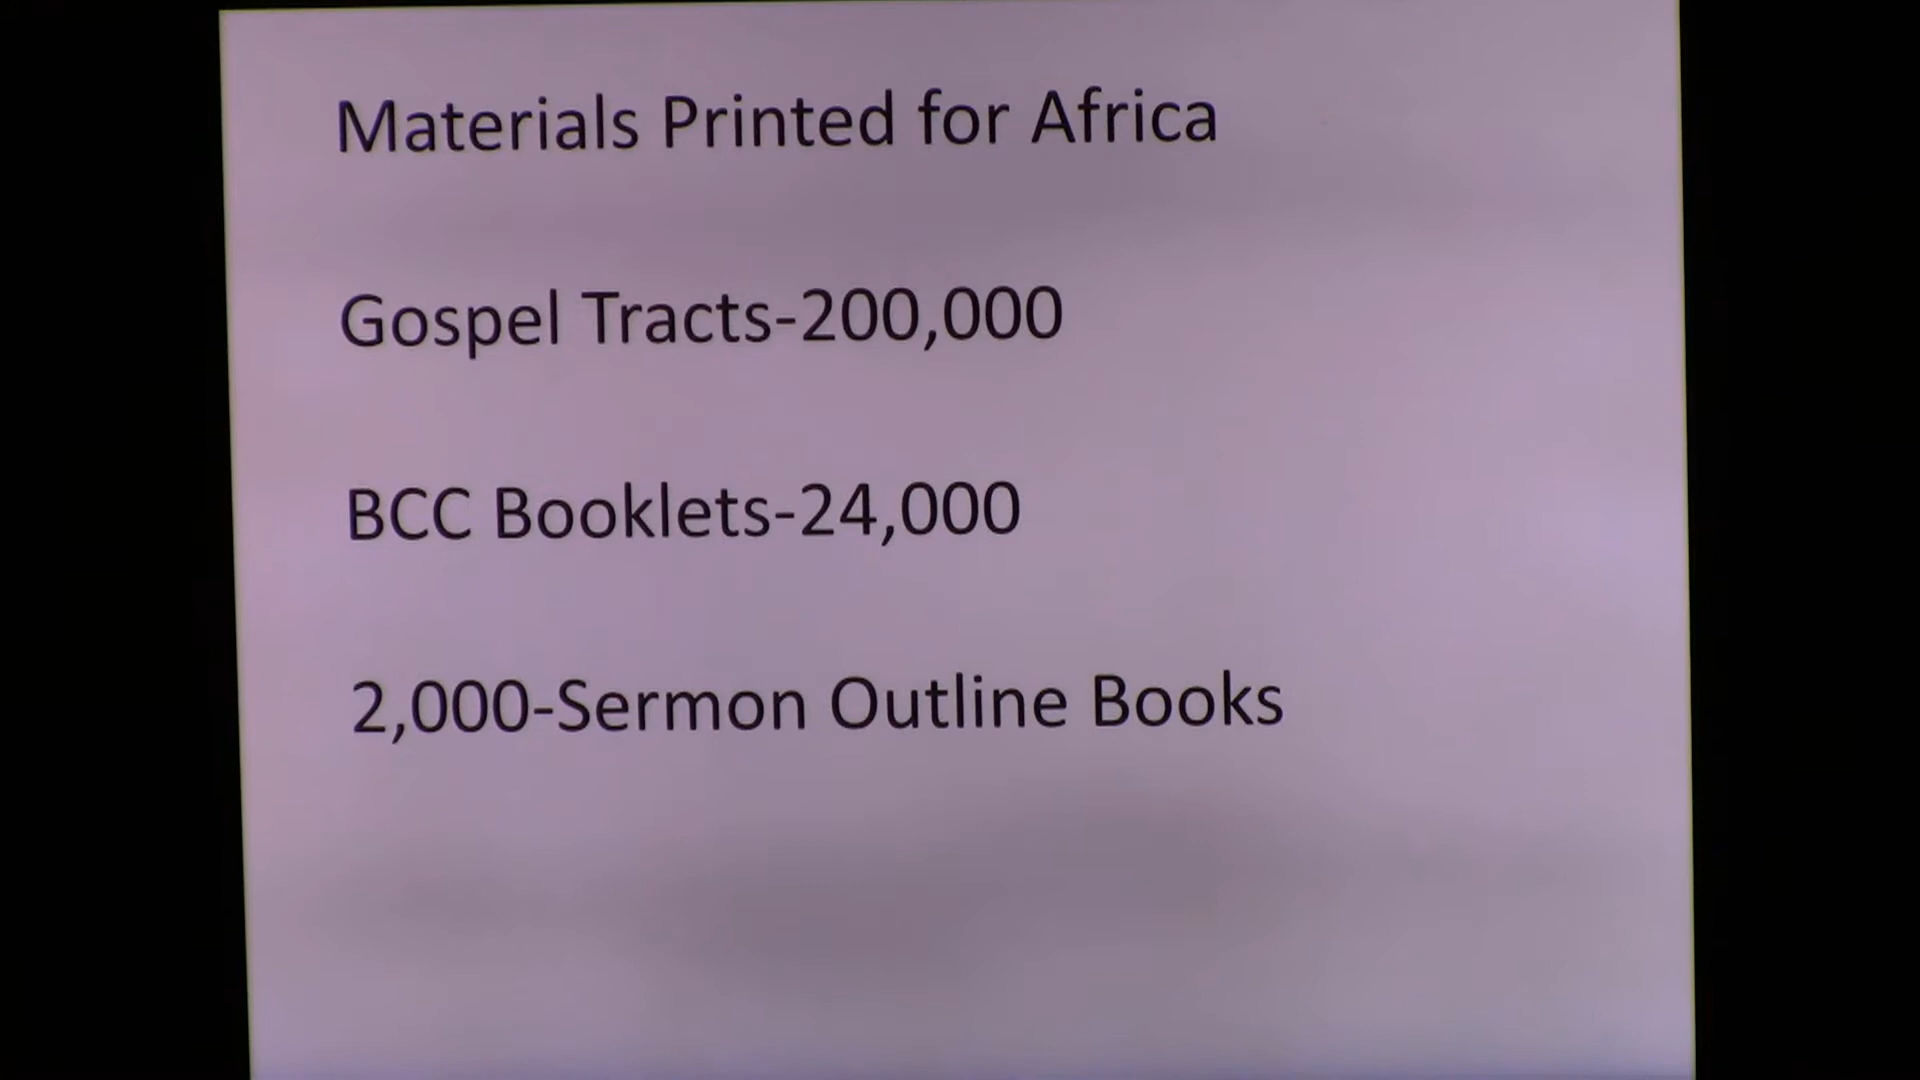 Materials Printed for Africa
Gospel Tracts-200,000
BCC Booklets-24,000
2,000-Sermon Outline Books